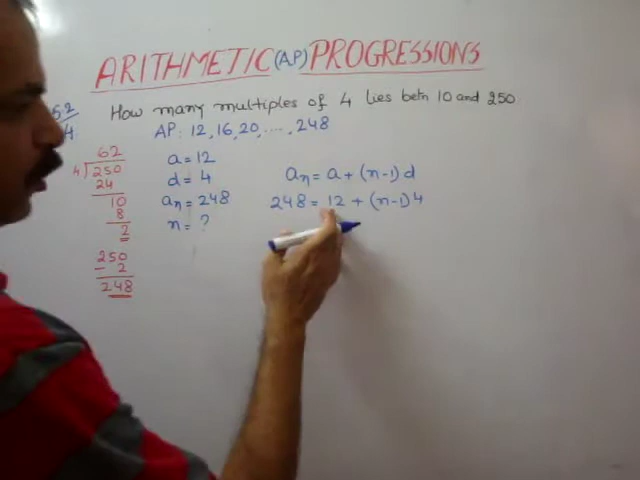 ARITHMETIC (A.P) PROGRESSIONS
How many multiples of 4 lies betn 10 and 250
AP: 12, 16, 20, ...., 248
62
4 250
24
10
8
2
250
- 2
248
a = 12
d = 4
an = 248
n = ?
an = a + (n-1) d
248 = 12 + (n-1) 4